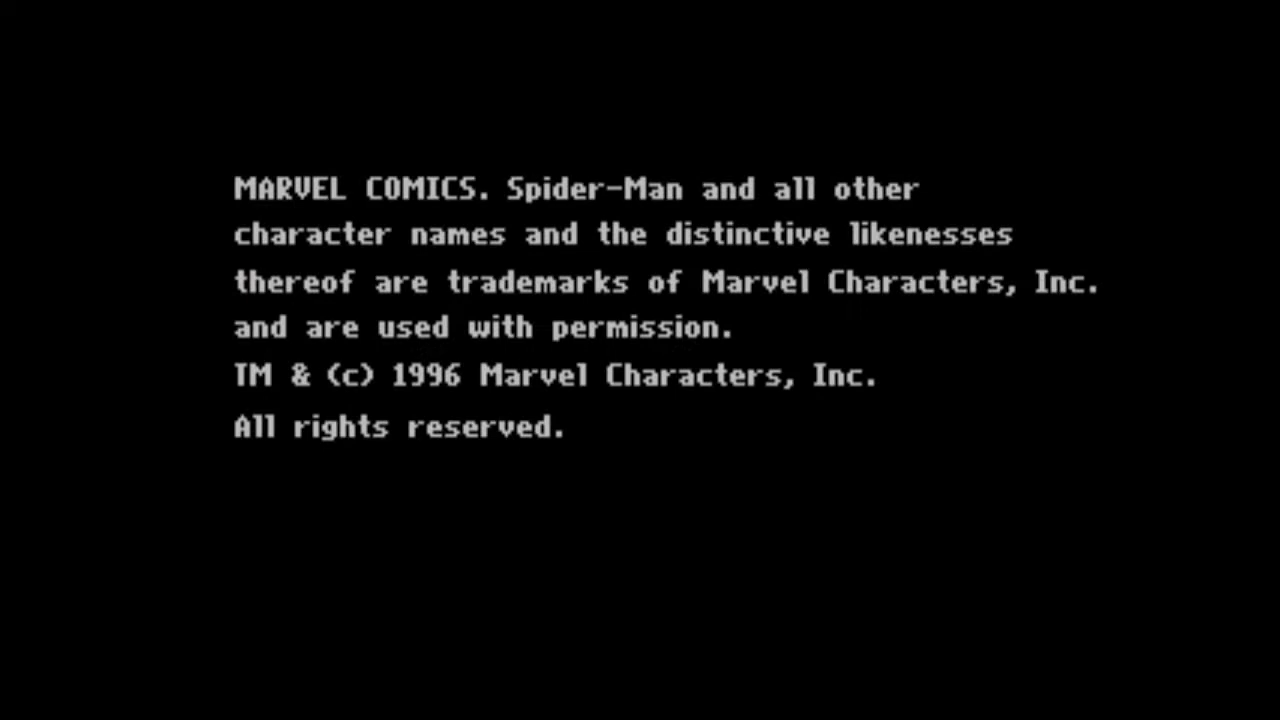 MARVEL COMICS. Spider-Man and all other
character names and the distinctive likenesses
thereof are trademarks of Marvel Characters, Inc.
and are used with permission.
TM & (c) 1996 Marvel Characters, Inc.
All rights reserved.